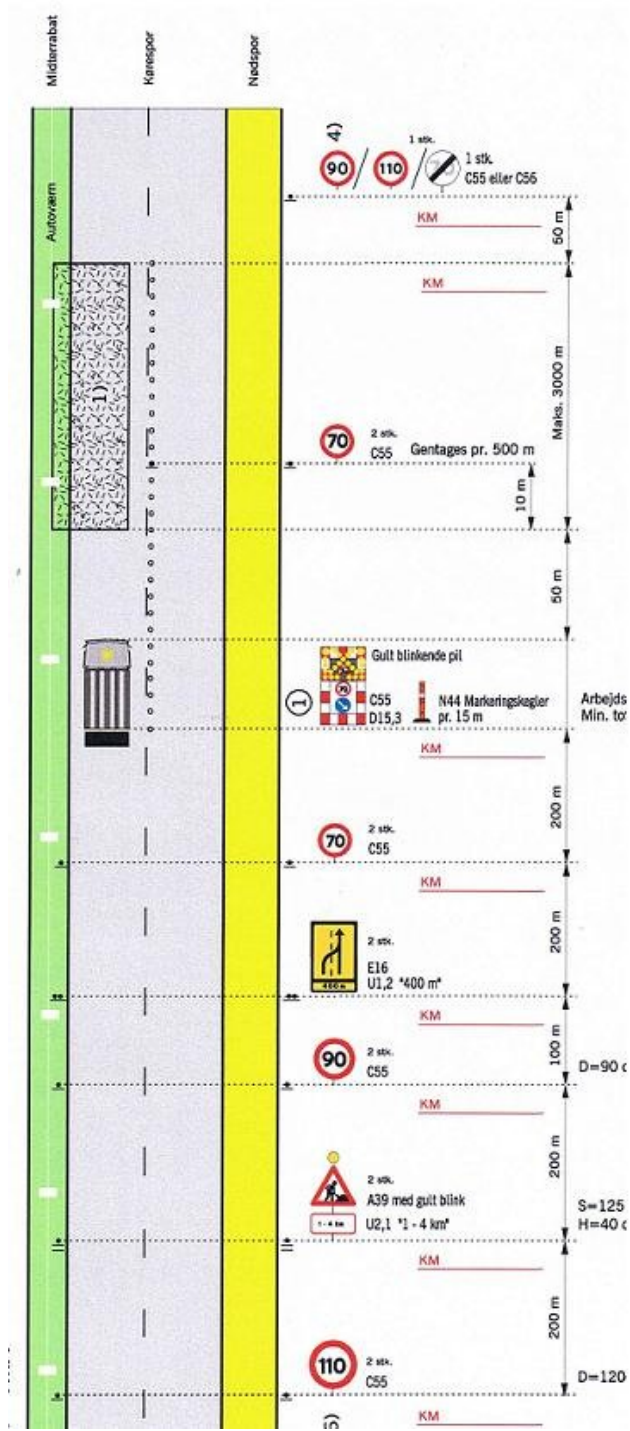 Midterrabat
Kørespor
Nødspor
4)
1 stk.
90 / 110 /
1 stk.
C55 eller C56
Autoværn
KM
50 m
KM
1)
Maks. 3000 m
70
2 stk.
C55
Gentages pr. 500 m
10 m
50 m
Gult blinkende pil
1
70
C55
D15,3
N44 Markeringskegler
pr. 15 m
Arbejds
Min. to
KM
200 m
70
2 stk.
C55
KM
200 m
2 stk.
E16
400 m
U1,2 "400 m"
KM
100 m
90
2 stk.
C55
D=90 c
KM
200 m
2 stk.
A39 med gult blink
1 - 4 km
U2,1 "1 - 4 km"
S=125
H=40 c
KM
200 m
110
2 stk.
C55
D=120
5)
KM